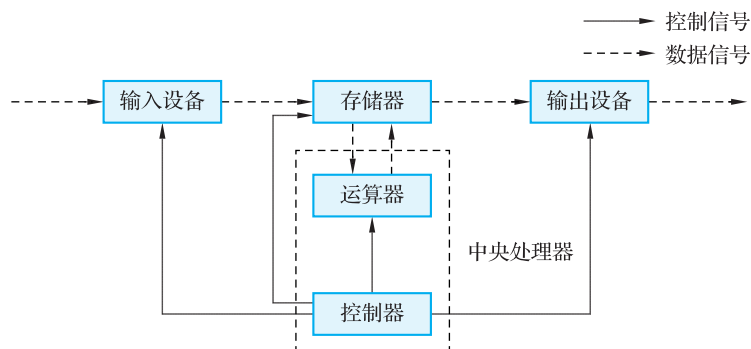 控制信号
数据信号
输入设备
存储器
输出设备
运算器
中央处理器
控制器